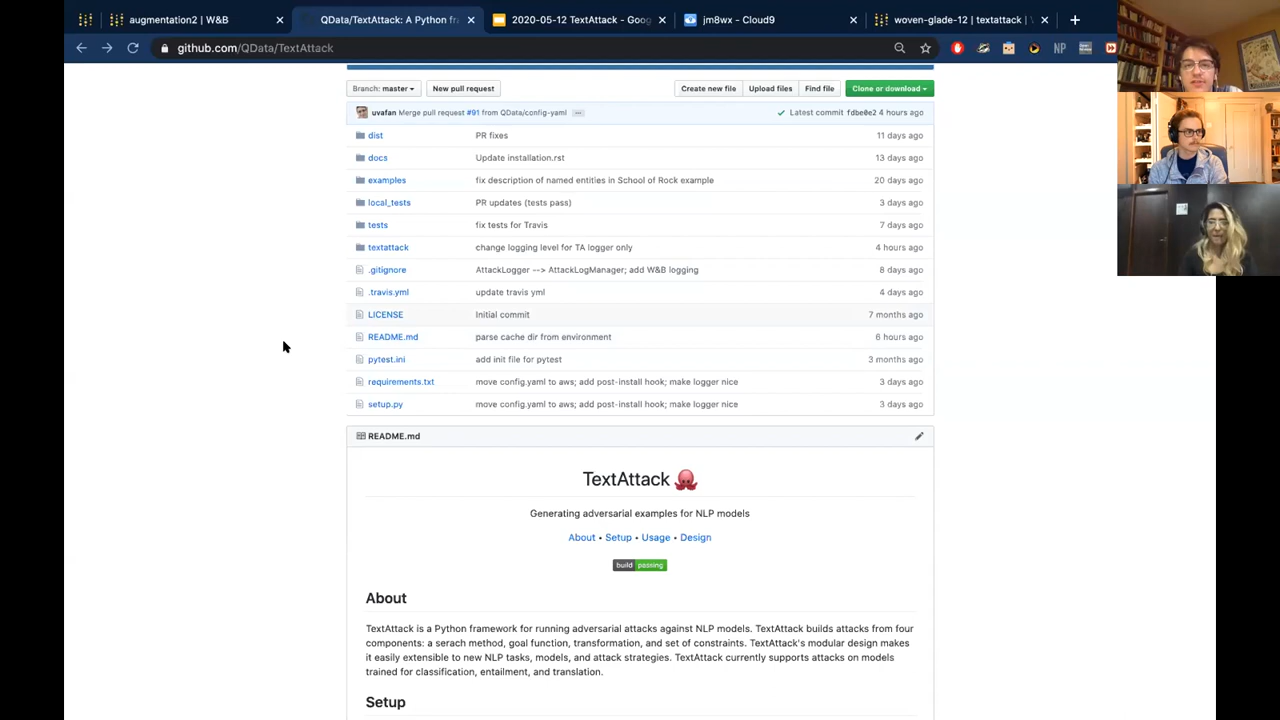 augmentation2 | W&B
QData/TextAttack: A Python fr
2020-05-12 TextAttack - Goog
jm8wx - Cloud9
woven-glade-12 | textattack |
github.com/QData/TextAttack
NP
Branch: master
New pull request
Create new file
Upload files
Find file
Clone or download
uvafan Merge pull request #91 from QData/config-yaml ...
Latest commit fdbe0e2 4 hours ago
dist PR fixes 11 days ago
docs Update installation.rst 13 days ago
examples fix description of named entities in School of Rock example 20 days ago
local_tests PR updates (tests pass) 3 days ago
tests fix tests for Travis 7 days ago
textattack change logging level for TA logger only 4 hours ago
.gitignore AttackLogger --> AttackLogManager; add W&B logging 8 days ago
.travis.yml update travis yml 4 days ago
LICENSE Initial commit 7 months ago
README.md parse cache dir from environment 6 hours ago
pytest.ini add init file for pytest 3 months ago
requirements.txt move config.yaml to aws; add post-install hook; make logger nice 3 days ago
setup.py move config.yaml to aws; add post-install hook; make logger nice 3 days ago
README.md
TextAttack 🐙
Generating adversarial examples for NLP models
About • Setup • Usage • Design
build passing
About
TextAttack is a Python framework for running adversarial attacks against NLP models. TextAttack builds attacks from four
components: a serach method, goal function, transformation, and set of constraints. TextAttack's modular design makes
it easily extensible to new NLP tasks, models, and attack strategies. TextAttack currently supports attacks on models
trained for classification, entailment, and translation.
Setup